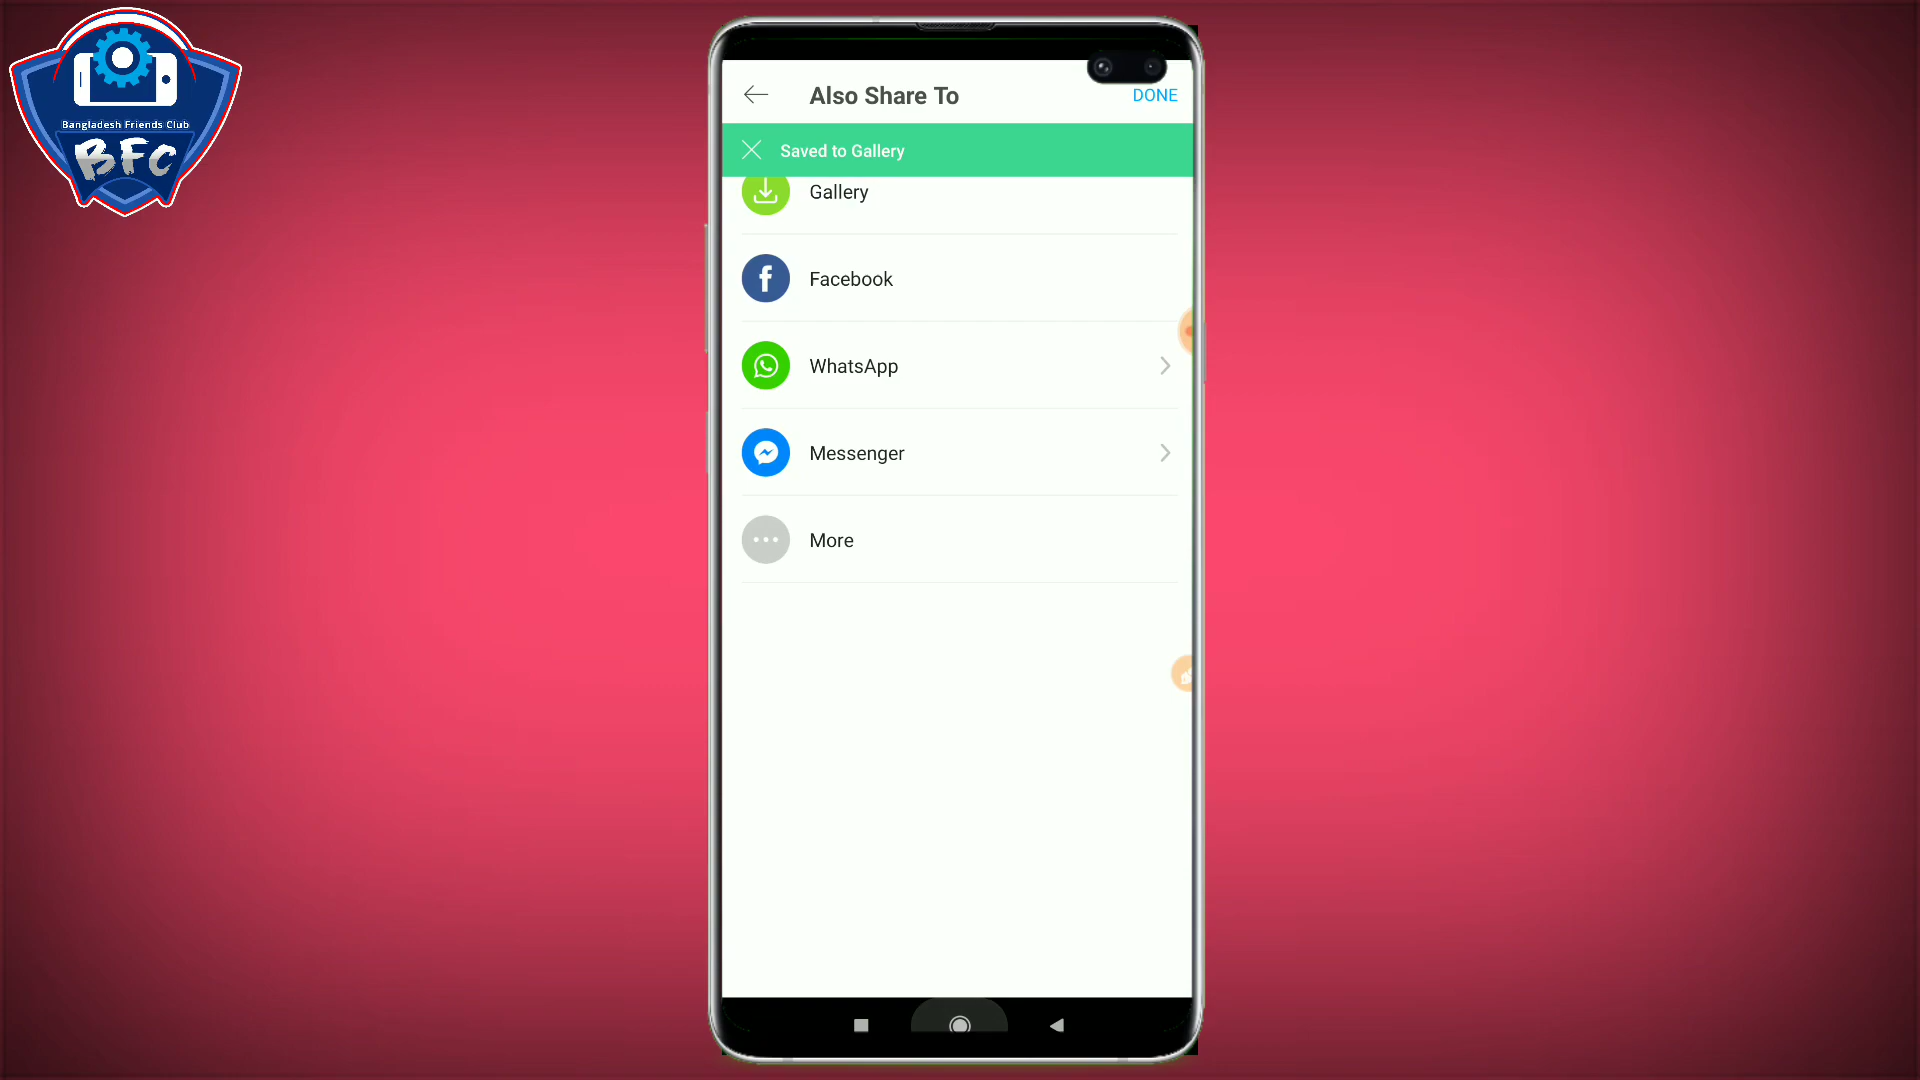 Bangladesh Friends Club
BFC
Also Share To
DONE
Saved to Gallery
Gallery
Facebook
WhatsApp
Messenger
More